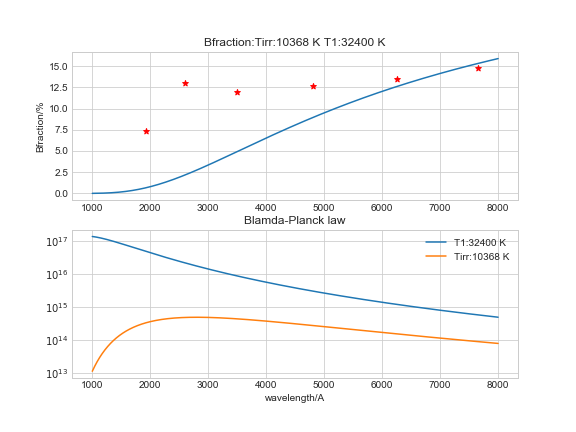 Bfraction:Tirr:10368 K T1:32400 K
Bfraction/%
15.0
12.5
10.0
7.5
5.0
2.5
0.0
1000 2000 3000 4000 5000 6000 7000 8000
Blamda-Planck law
10^17
10^16
10^15
10^14
10^13
T1:32400 K
Tirr:10368 K
1000 2000 3000 4000 5000 6000 7000 8000
wavelength/A